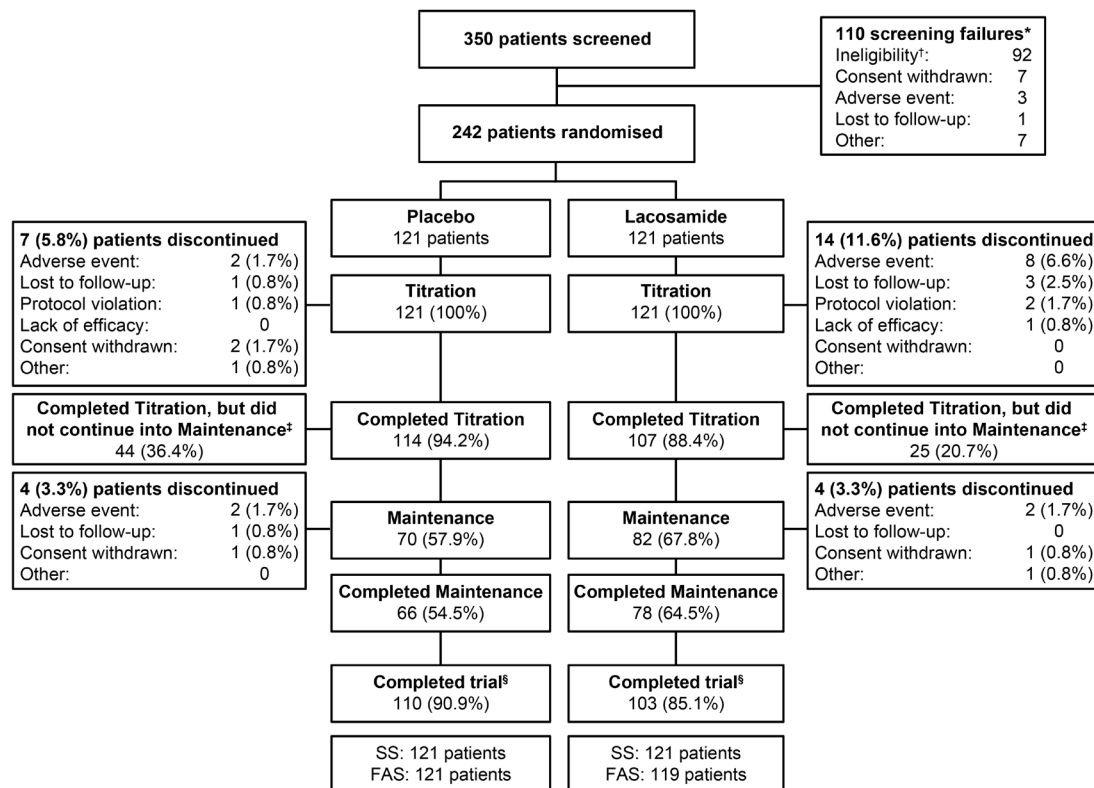 350 patients screened
110 screening failures*
Ineligibility†: 92
Consent withdrawn: 7
Adverse event: 3
Lost to follow-up: 1
Other: 7
242 patients randomised
Placebo
121 patients
Lacosamide
121 patients
7 (5.8%) patients discontinued
Adverse event: 2 (1.7%)
Lost to follow-up: 1 (0.8%)
Protocol violation: 1 (0.8%)
Lack of efficacy: 0
Consent withdrawn: 2 (1.7%)
Other: 1 (0.8%)
Titration
121 (100%)
Titration
121 (100%)
14 (11.6%) patients discontinued
Adverse event: 8 (6.6%)
Lost to follow-up: 3 (2.5%)
Protocol violation: 2 (1.7%)
Lack of efficacy: 1 (0.8%)
Consent withdrawn: 0
Other: 0
Completed Titration, but did
not continue into Maintenance‡
44 (36.4%)
Completed Titration
114 (94.2%)
Completed Titration
107 (88.4%)
Completed Titration, but did
not continue into Maintenance‡
25 (20.7%)
4 (3.3%) patients discontinued
Adverse event: 2 (1.7%)
Lost to follow-up: 1 (0.8%)
Consent withdrawn: 1 (0.8%)
Other: 0
Maintenance
70 (57.9%)
Maintenance
82 (67.8%)
4 (3.3%) patients discontinued
Adverse event: 2 (1.7%)
Lost to follow-up: 0
Consent withdrawn: 1 (0.8%)
Other: 1 (0.8%)
Completed Maintenance
66 (54.5%)
Completed Maintenance
78 (64.5%)
Completed trial§
110 (90.9%)
Completed trial§
103 (85.1%)
SS: 121 patients
FAS: 121 patients
SS: 121 patients
FAS: 119 patients